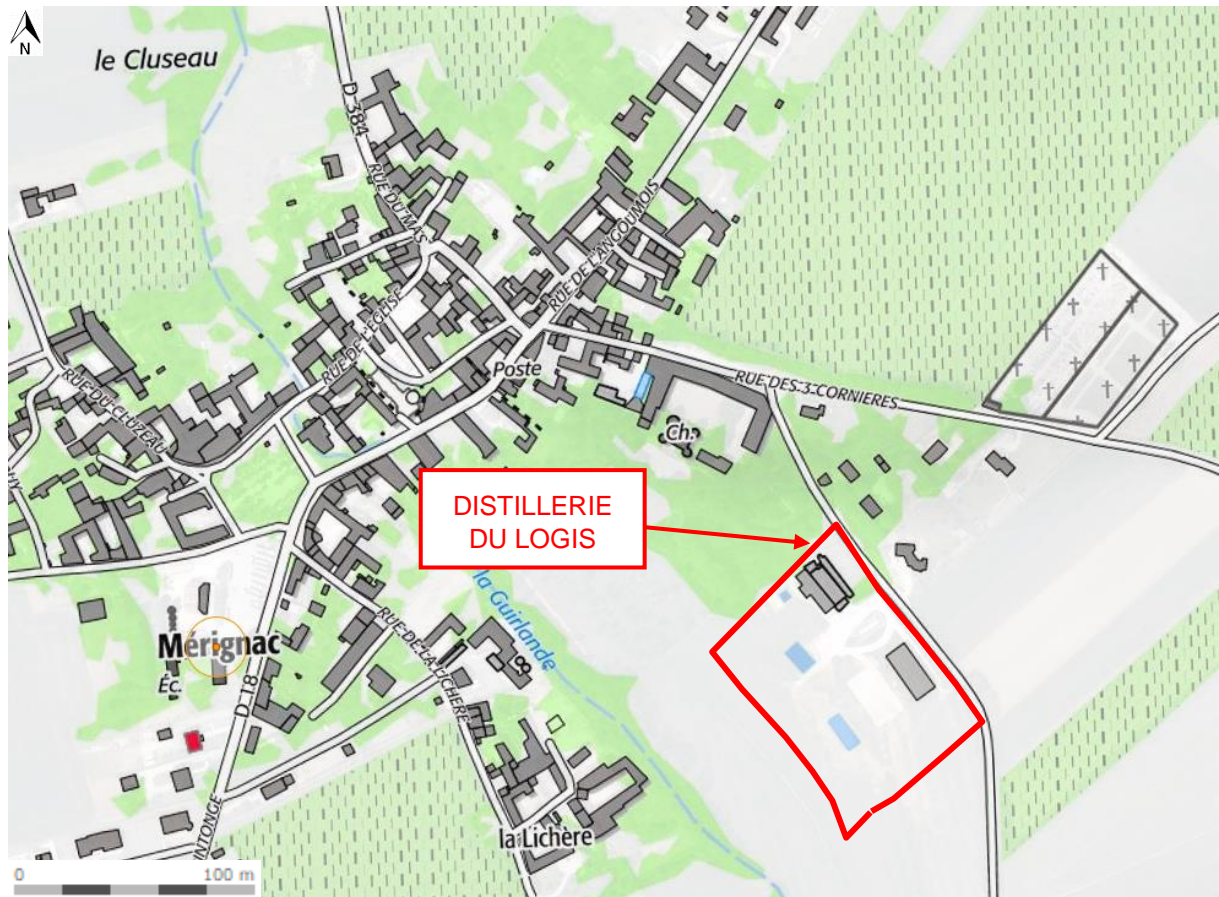 N
le Cluseau
D 384
RUE DU MAS
RUE DE L'ANGOUMOIS
RUE DE L'EGLISE
Poste
RUE DES 3 CORNIERES
RUE DU CLUZEAU
Ch.
DISTILLERIE
DU LOGIS
la Guirlande
Mérignac
Éc.
D 18
RUE DE LA LICHERE
la Lichère
0
100 m